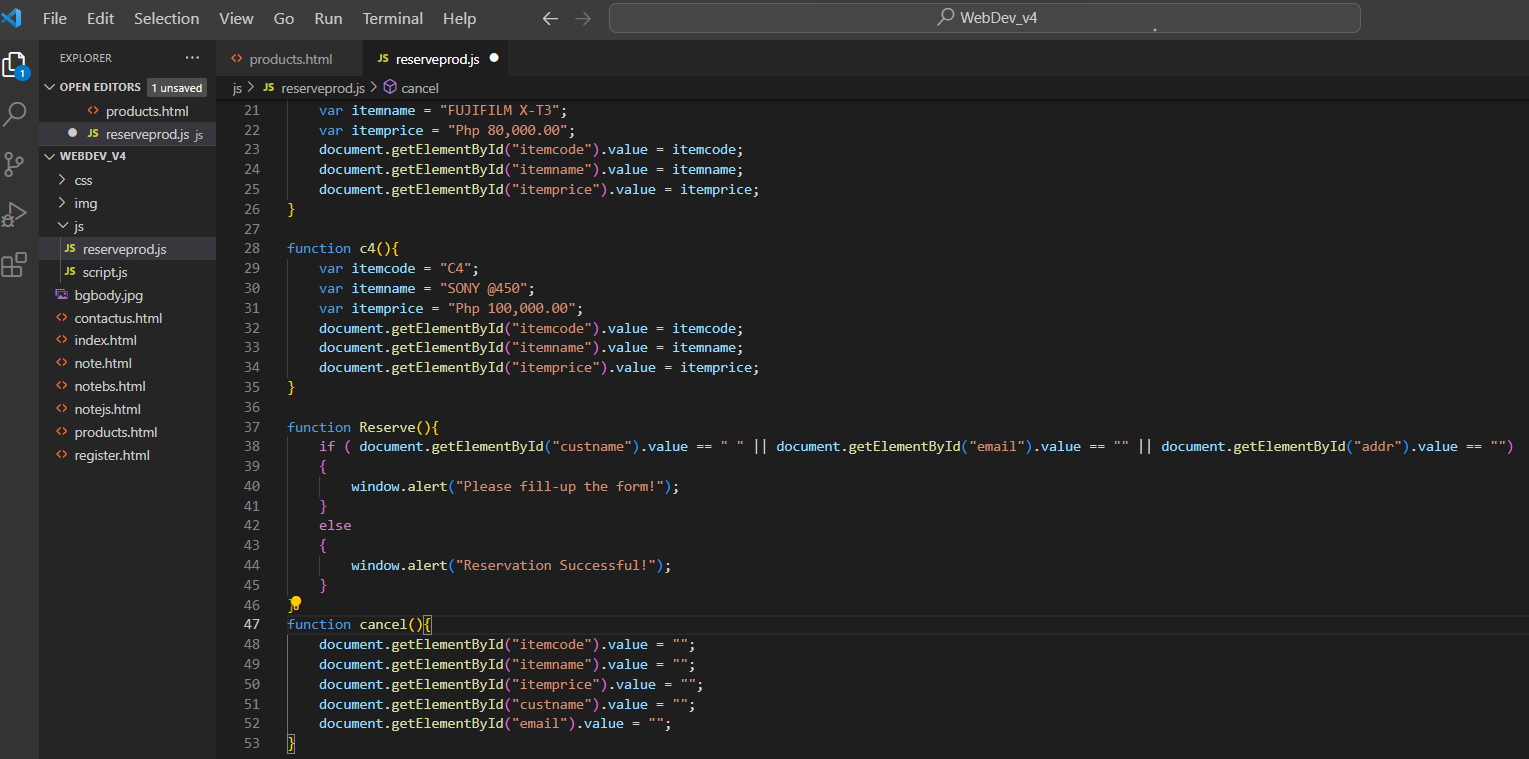 File Edit Selection View Go Run Terminal Help
WebDev_v4
1
EXPLORER ...
OPEN EDITORS 1 unsaved
products.html
JS reserveprod.js js
WEBDEV_V4
css
img
js
JS reserveprod.js
JS script.js
bgbody.jpg
contactus.html
index.html
note.html
notebs.html
notejs.html
products.html
register.html
products.html JS reserveprod.js
js > JS reserveprod.js > cancel
21 var itemname = "FUJIFILM X-T3";
22 var itemprice = "Php 80,000.00";
23 document.getElementById("itemcode").value = itemcode;
24 document.getElementById("itemname").value = itemname;
25 document.getElementById("itemprice").value = itemprice;
26 }
27
28 function c4(){
29 var itemcode = "C4";
30 var itemname = "SONY @450";
31 var itemprice = "Php 100,000.00";
32 document.getElementById("itemcode").value = itemcode;
33 document.getElementById("itemname").value = itemname;
34 document.getElementById("itemprice").value = itemprice;
35 }
36
37 function Reserve(){
38 if ( document.getElementById("custname").value == " " || document.getElementById("email").value == "" || document.getElementById("addr").value == "")
39 {
40 window.alert("Please fill-up the form!");
41 }
42 else
43 {
44 window.alert("Reservation Successful!");
45 }
46 }
47 function cancel(){
48 document.getElementById("itemcode").value = "";
49 document.getElementById("itemname").value = "";
50 document.getElementById("itemprice").value = "";
51 document.getElementById("custname").value = "";
52 document.getElementById("email").value = "";
53 }